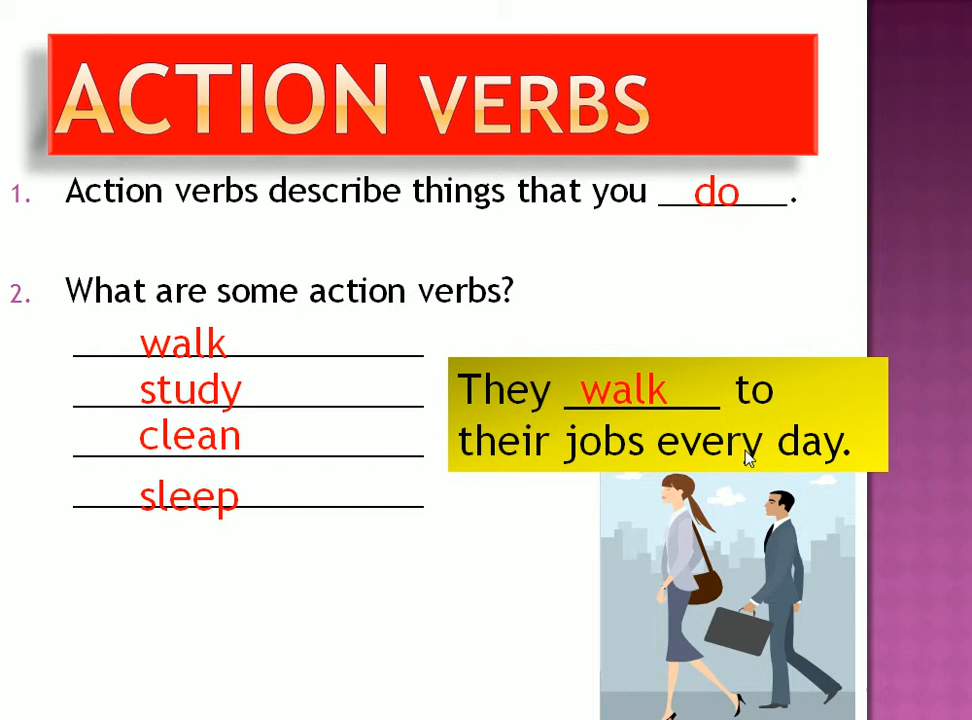 ACTION VERBS
1. Action verbs describe things that you do.
2. What are some action verbs?
walk
study
clean
sleep
They walk to
their jobs every day.